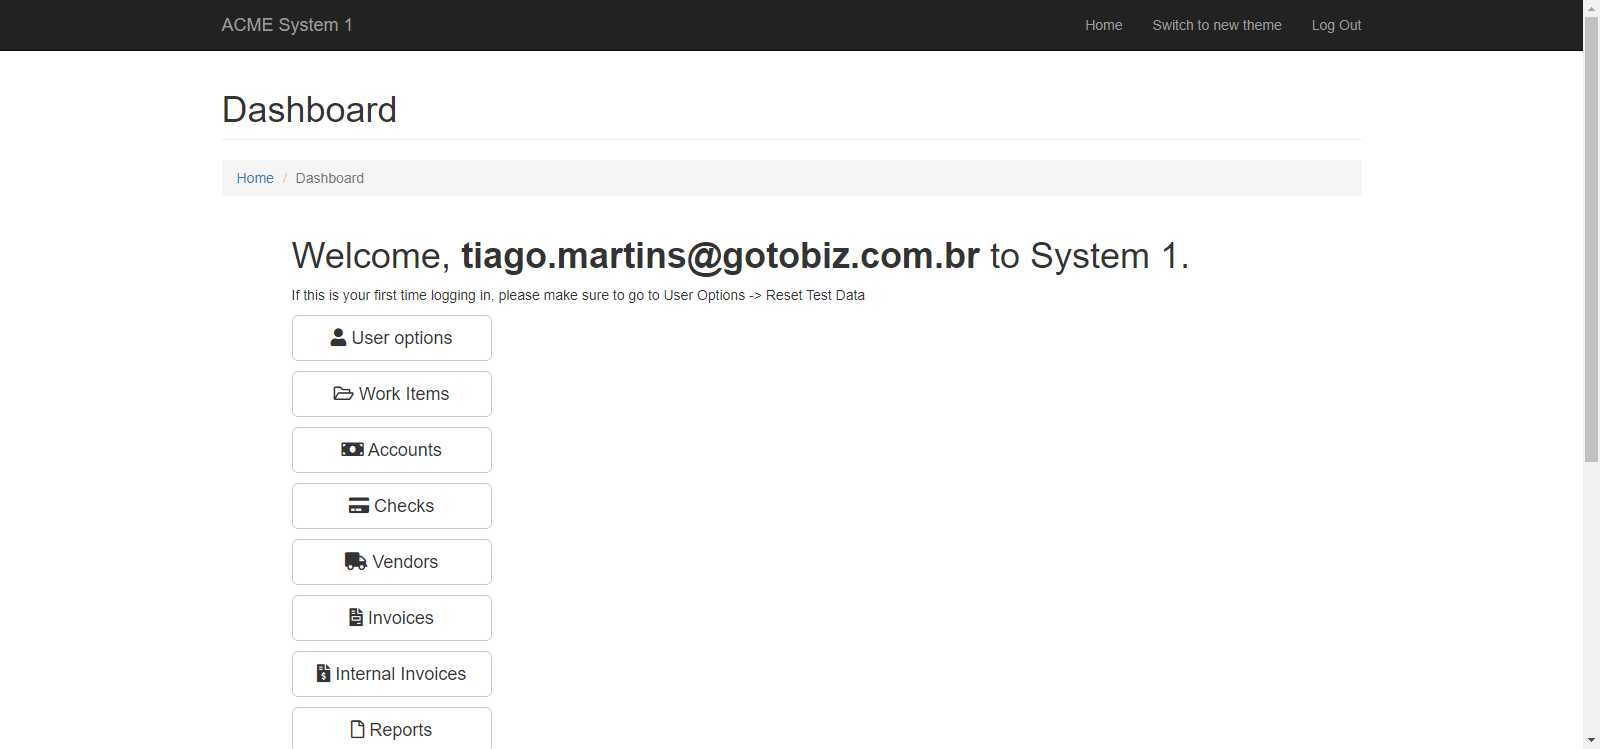 ACME System 1
Home
Switch to new theme
Log Out
Dashboard
Home / Dashboard
Welcome, tiago.martins@gotobiz.com.br to System 1.
If this is your first time logging in, please make sure to go to User Options -> Reset Test Data
User options
Work Items
Accounts
Checks
Vendors
Invoices
Internal Invoices
Reports